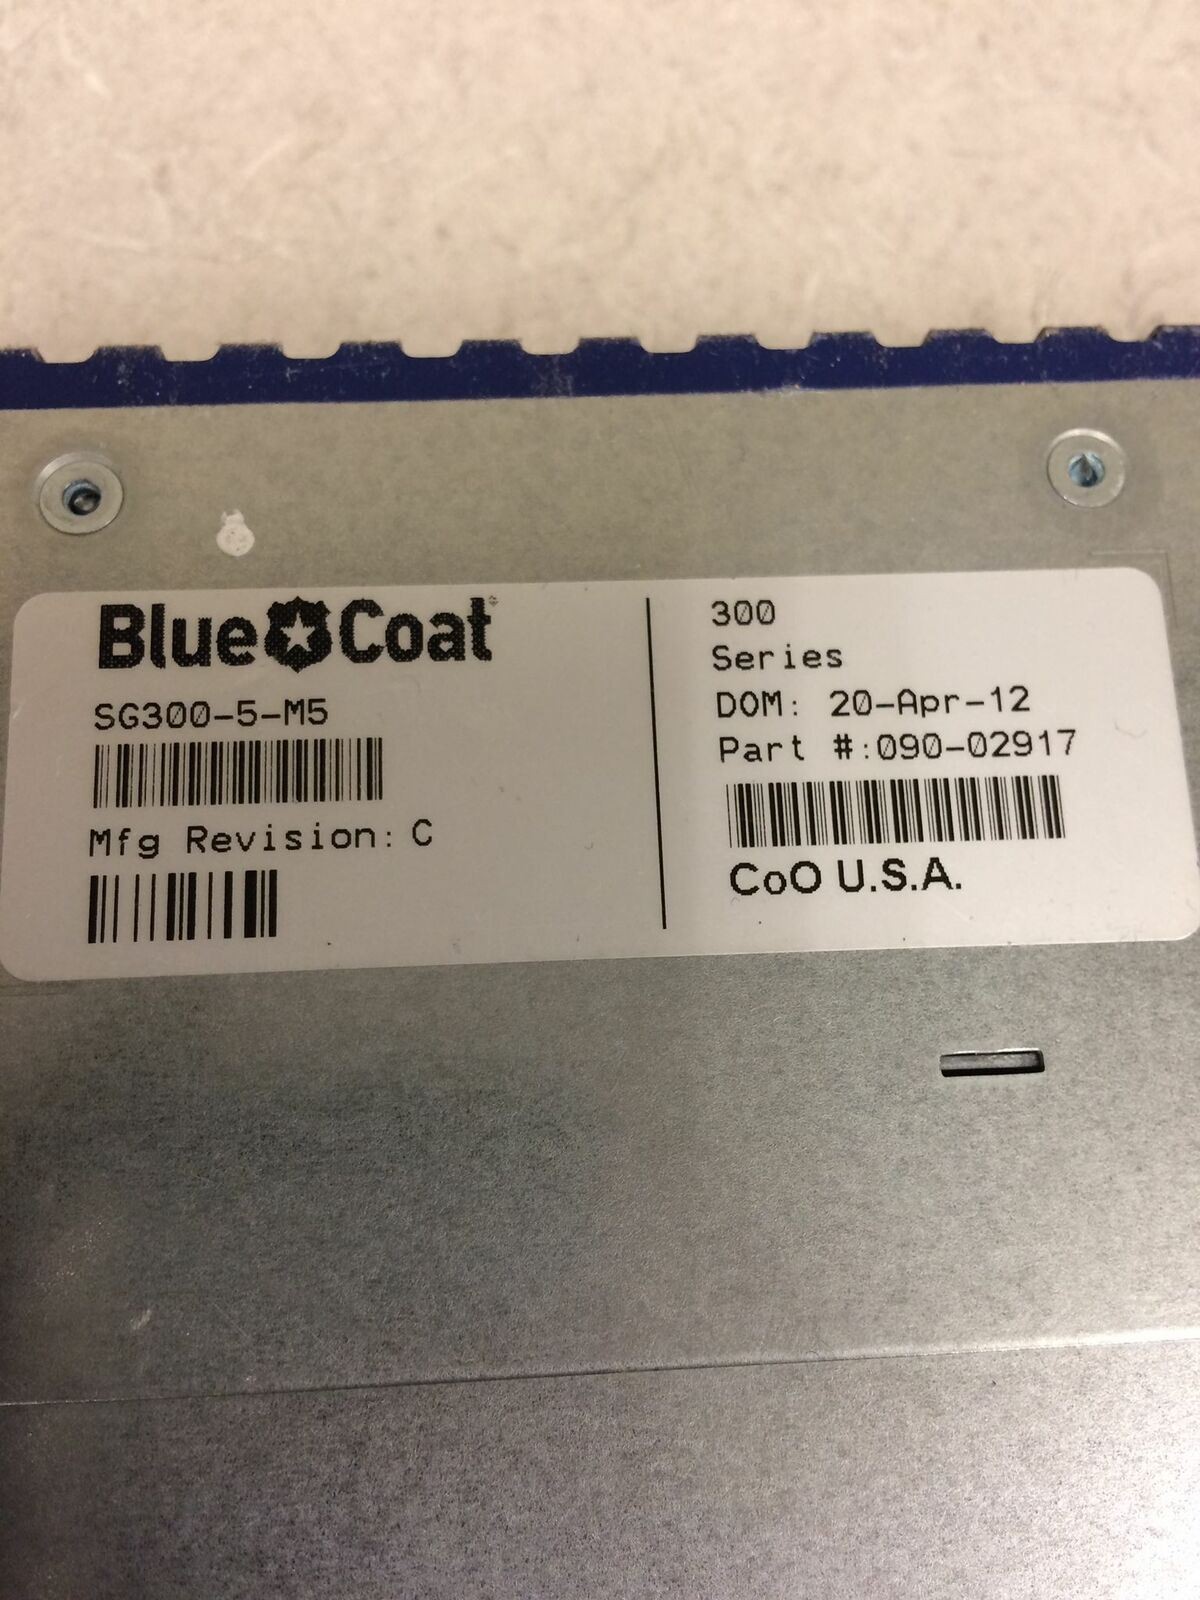 Blue Coat
SG300-5-M5
Mfg Revision: C
300
Series
DOM: 20-Apr-12
Part #:090-02917
CoO U.S.A.